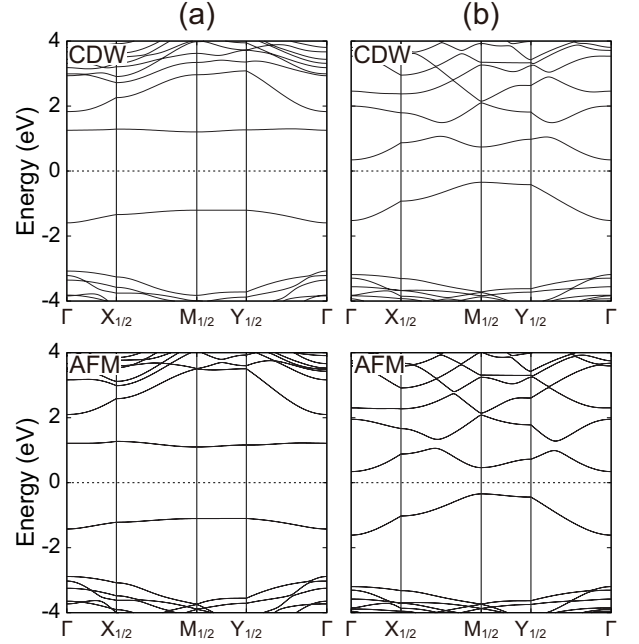 (a) (b)
CDW CDW
Energy (eV)
4
2
0
-2
-4
Γ X1/2 M1/2 Y1/2 Γ Γ X1/2 M1/2 Y1/2 Γ
AFM AFM
Energy (eV)
4
2
0
-2
-4
Γ X1/2 M1/2 Y1/2 Γ Γ X1/2 M1/2 Y1/2 Γ